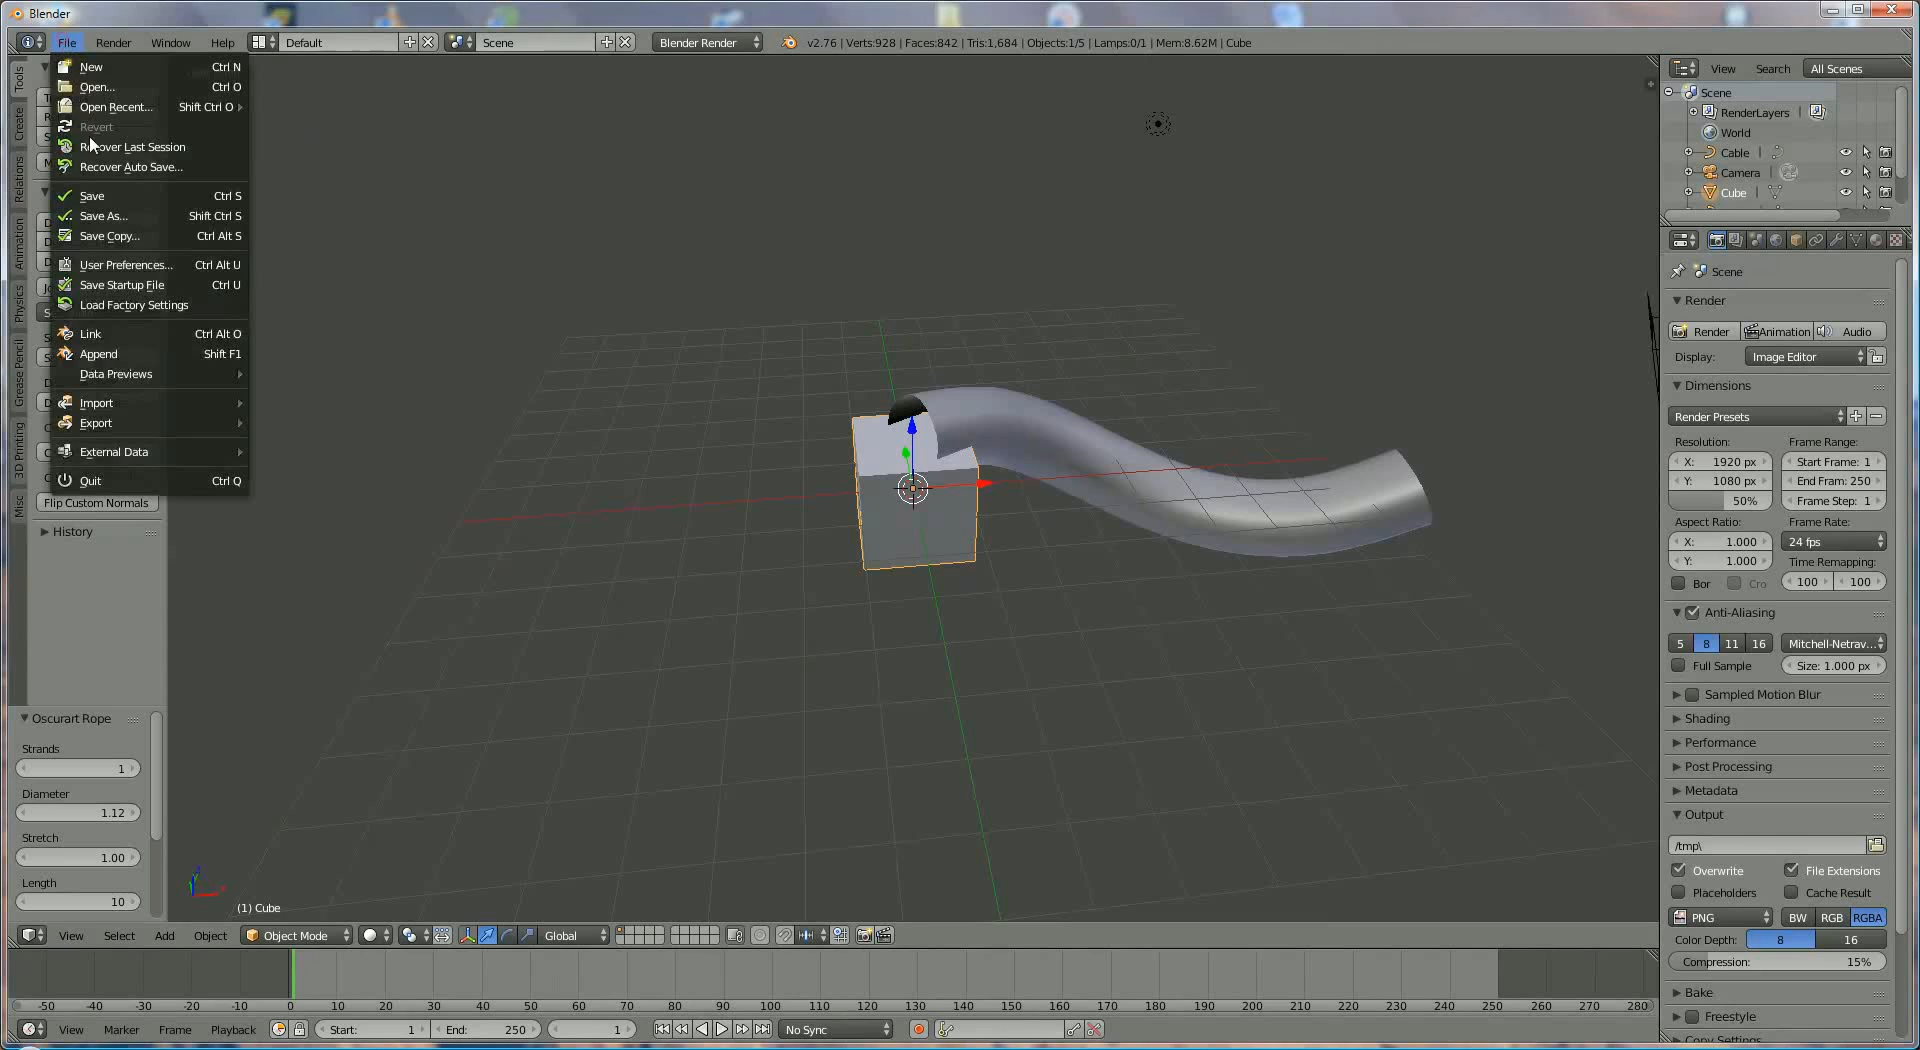 Blender
File Render Window Help Default Scene Blender Render v2.76 | Verts:928 | Faces:842 | Tris:1,684 | Objects:1/5 | Lamps:0/1 | Mem:8.62M | Cube
New Ctrl N
Open... Ctrl O
Open Recent... Shift Ctrl O
Revert
Recover Last Session
Recover Auto Save...
Save Ctrl S
Save As... Shift Ctrl S
Save Copy... Ctrl Alt S
User Preferences... Ctrl Alt U
Save Startup File Ctrl U
Load Factory Settings
Link Ctrl Alt O
Append Shift F1
Data Previews
Import
Export
External Data
Quit Ctrl Q
Tools
Create
Relations
Animation
Physics
Grease Pencil
3D Printing
Misc
Flip Custom Normals
History
Oscurart Rope
Strands
1
Diameter
1.12
Stretch
1.00
Length
10
(1) Cube
View Select Add Object Object Mode Global
-50 -40 -30 -20 -10 0 10 20 30 40 50 60 70 80 90 100 110 120 130 140 150 160 170 180 190 200 210 220 230 240 250 260 270 280
View Marker Frame Playback Start: 1 End: 250 1 No Sync
View Search All Scenes
Scene
RenderLayers
World
Cable
Camera
Cube
Scene
Render
Render Animation Audio
Display: Image Editor
Dimensions
Render Presets
Resolution: Frame Range:
X: 1920 px Start Frame: 1
Y: 1080 px End Fram: 250
50% Frame Step: 1
Aspect Ratio: Frame Rate:
X: 1.000 24 fps
Y: 1.000 Time Remapping:
Bor Cro 100 100
Anti-Aliasing
5 8 11 16 Mitchell-Netrav...
Full Sample Size: 1.000 px
Sampled Motion Blur
Shading
Performance
Post Processing
Metadata
Output
/tmp\
Overwrite File Extensions
Placeholders Cache Result
PNG BW RGB RGBA
Color Depth: 8 16
Compression: 15%
Bake
Freestyle